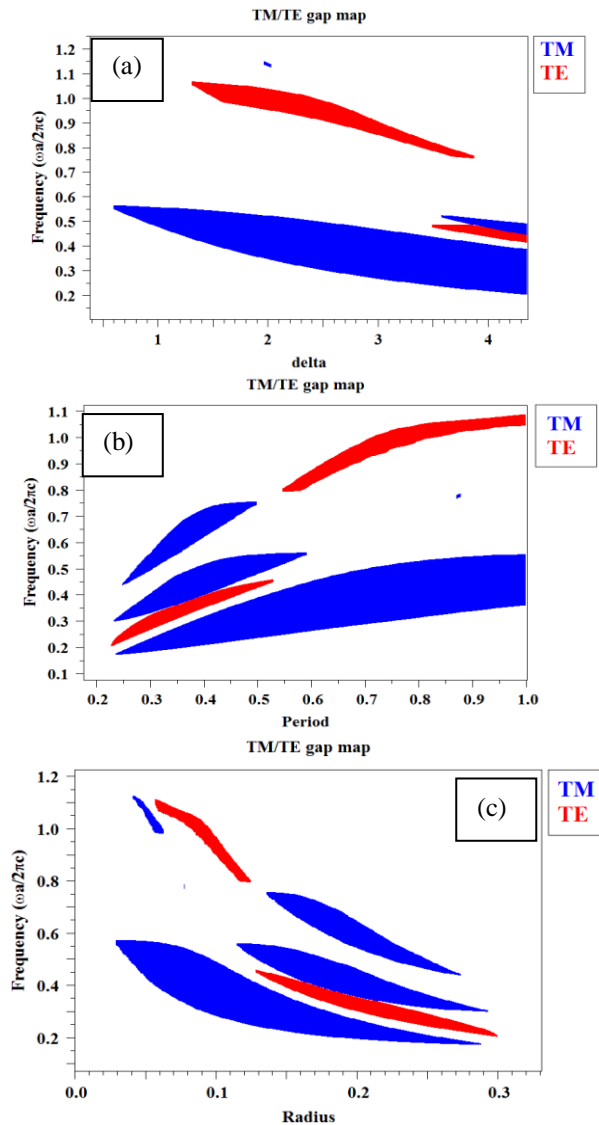 TM/TE gap map
(a)
TM
TE
Frequency (ωa/2πc)
1.2
1.1
1.0
0.9
0.8
0.7
0.6
0.5
0.4
0.3
0.2
1 2 3 4
delta
TM/TE gap map
(b)
TM
TE
Frequency (ωa/2πc)
1.1
1.0
0.9
0.8
0.7
0.6
0.5
0.4
0.3
0.2
0.1
0.2 0.3 0.4 0.5 0.6 0.7 0.8 0.9 1.0
Period
TM/TE gap map
(c)
TM
TE
Frequency (ωa/2πc)
1.2
1.0
0.8
0.6
0.4
0.2
0.0 0.1 0.2 0.3
Radius